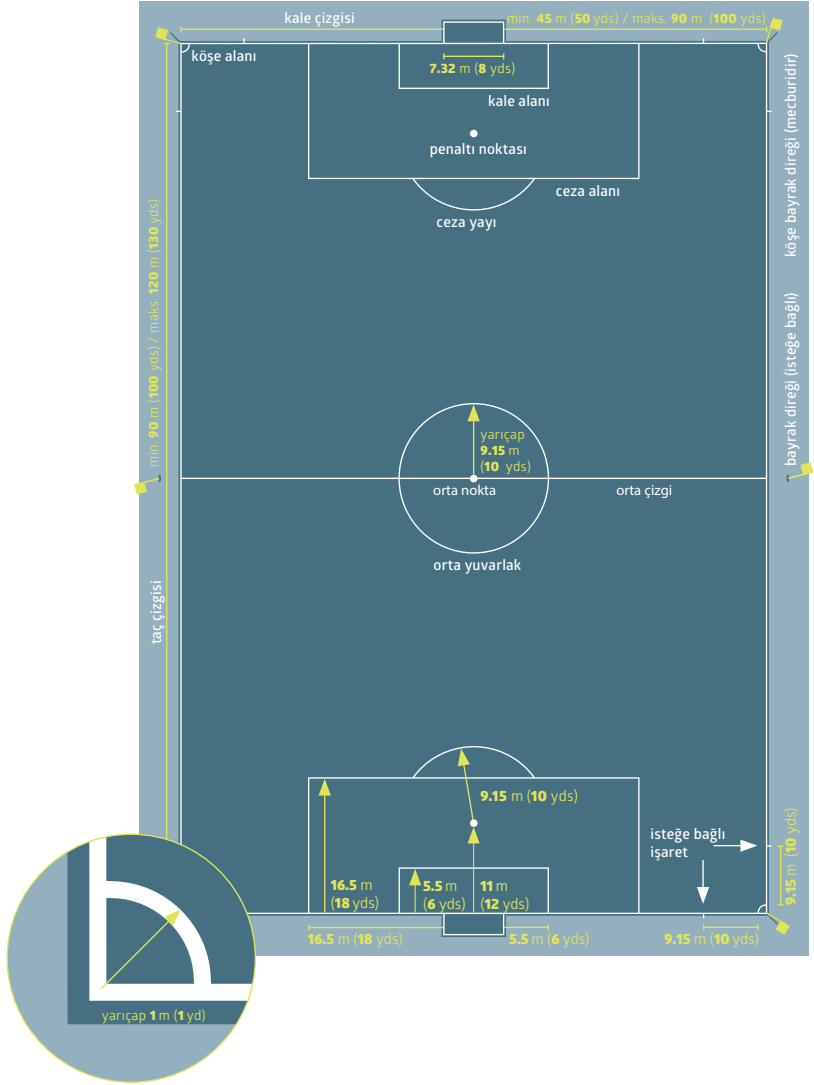 kale çizgisi
min. 45 m (50 yds) / maks. 90 m (100 yds)
köşe alanı
7.32 m (8 yds)
kale alanı
penaltı noktası
ceza alanı
ceza yayı
köşe bayrak direği (mecburidir)
min. 90 m (100 yds) / maks. 120 m (130 yds)
bayrak direği (isteğe bağlı)
yarıçap
9.15 m
(10 yds)
orta nokta
orta çizgi
orta yuvarlak
taç çizgisi
9.15 m (10 yds)
isteğe bağlı
işaret
9.15 m (10 yds)
16.5 m
(18 yds)
5.5 m
(6 yds)
11 m
(12 yds)
16.5 m (18 yds)
5.5 m (6 yds)
9.15 m (10 yds)
yarıçap 1 m (1 yd)